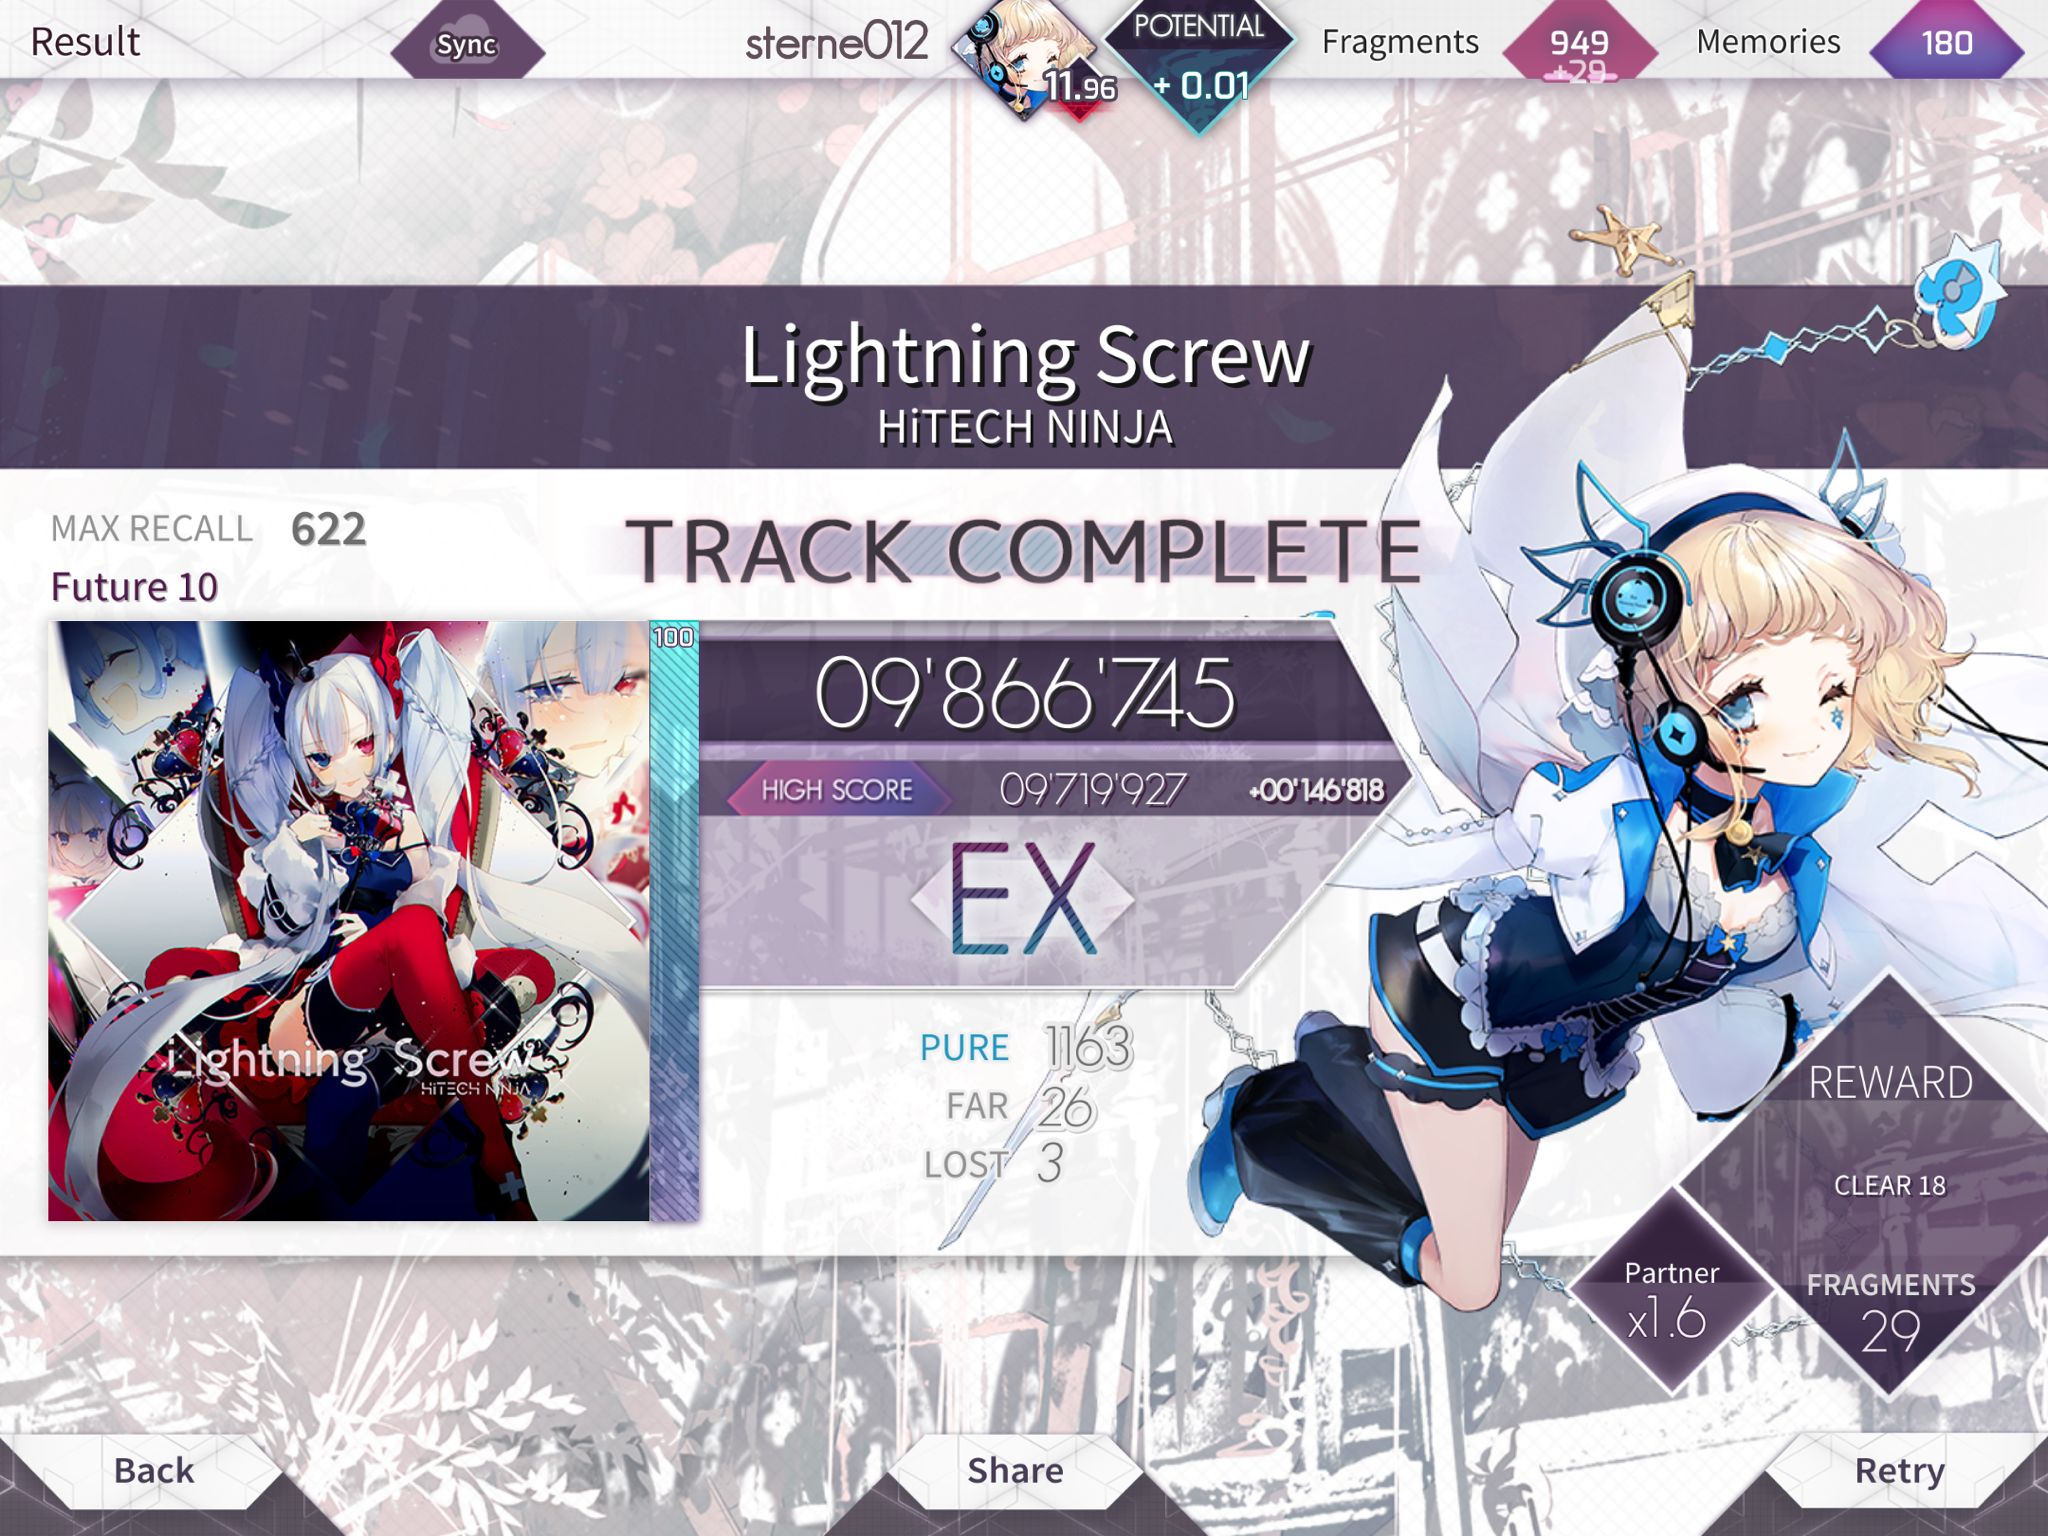 Result
Sync
sterne012
11.96
POTENTIAL
+ 0.01
Fragments
949
+29
Memories
180
Lightning Screw
HiTECH NINJA
MAX RECALL 622
Future 10
TRACK COMPLETE
100
09'866'745
HIGH SCORE 09'719'927 +00'146'818
EX
Lightning Screw
HiTECH NINJA
PURE 1163
FAR 26
LOST 3
REWARD
CLEAR 18
Partner
x1.6
FRAGMENTS
29
Back
Share
Retry